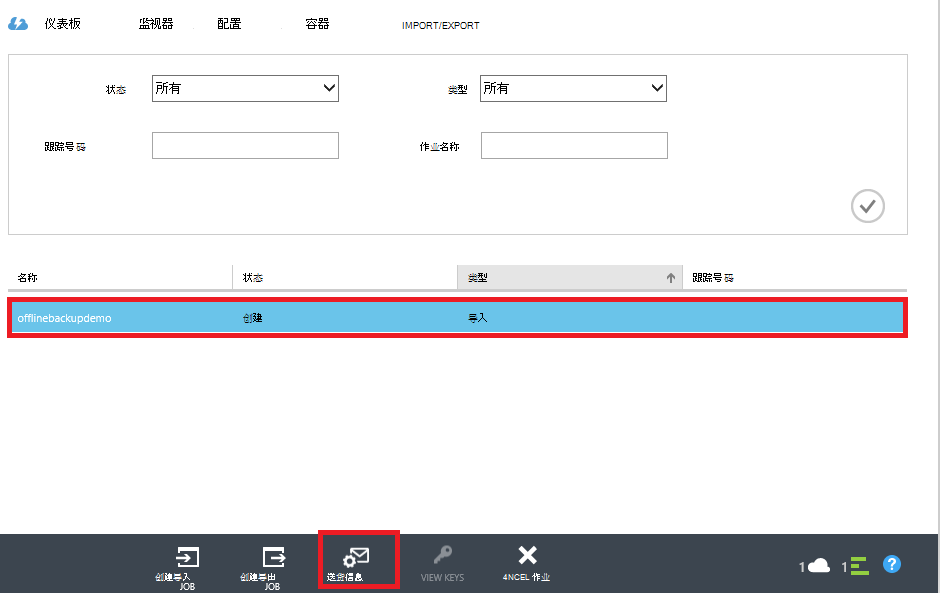 仪表板 监视器 配置 容器 IMPORT/EXPORT
状态 所有 类型 所有
跟踪号码 作业名称
名称 状态 类型 跟踪号码
offlinebackupdemo 创建 导入
创建导入 创建导出 送货信息 VIEW KEYS 4NCEL 作业
JOB JOB
1 1 ?